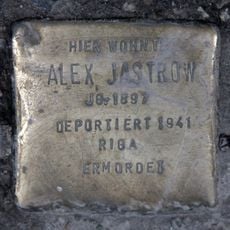 HIER WOHNTE
ALEX JASTROW
JG. 1897
DEPORTIERT 1941
RIGA
ERMORDET